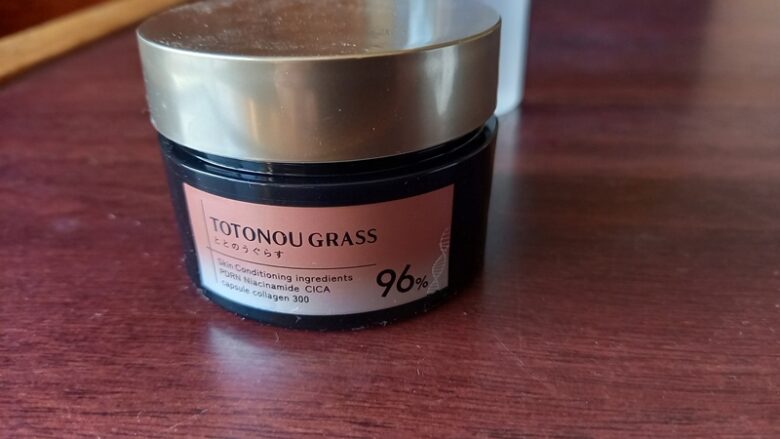 TOTONOU GRASS
ととのうぐらす
Skin Conditioning ingredients
PDRN Niacinamide CICA
capsule collagen 300
96%